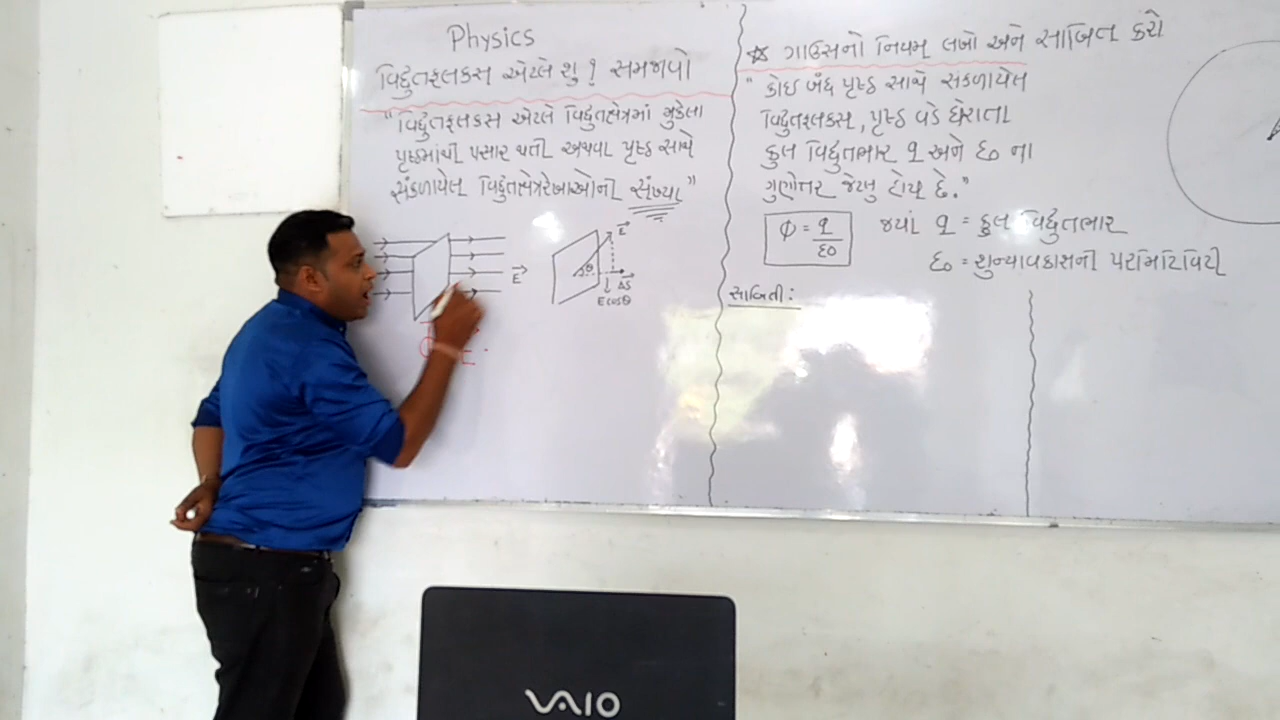 Physics
વિદ્યુતફ્લક્સ એટલે શુ ? સમજાવો
"વિદ્યુતફ્લક્સ એટલે વિદ્યુતક્ષેત્રમાં મુકેલા
પૃષ્ઠમાંથી પસાર થતી અથવા પૃષ્ઠ સાથે
સંકળાયેલ વિદ્યુતક્ષેત્રરેખાઓની સંખ્યા"
E
E
θ
ΔS
E cosθ
ગાઉસનો નિયમ લખો અને સાબિત કરો
" કોઇ બંધ પૃષ્ઠ સાથે સંકળાયેલ
વિદ્યુતફ્લક્સ, પૃષ્ઠ વડે ઘેરાતા
કુલ વિદ્યુતભાર q અને ε0 ના
ગુણોત્તર જેટલુ હોય છે."
φ = q/ε0 જ્યાં q = કુલ વિદ્યુતભાર
ε0 = શુન્યાવકાશની પરમિટિવિટી
સાબિતી :
VAIO